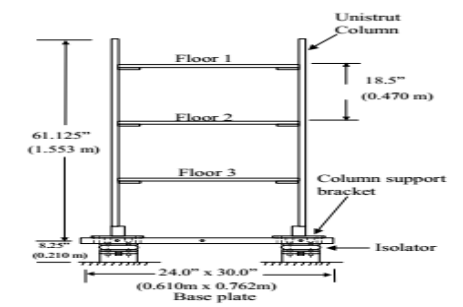 Unistrut
Column
Floor 1
18.5"
(0.470 m)
Floor 2
61.125"
(1.553 m)
Floor 3
Column support
bracket
8.25"
(0.210 m)
Isolator
24.0" x 30.0"
(0.610m x 0.762m)
Base plate